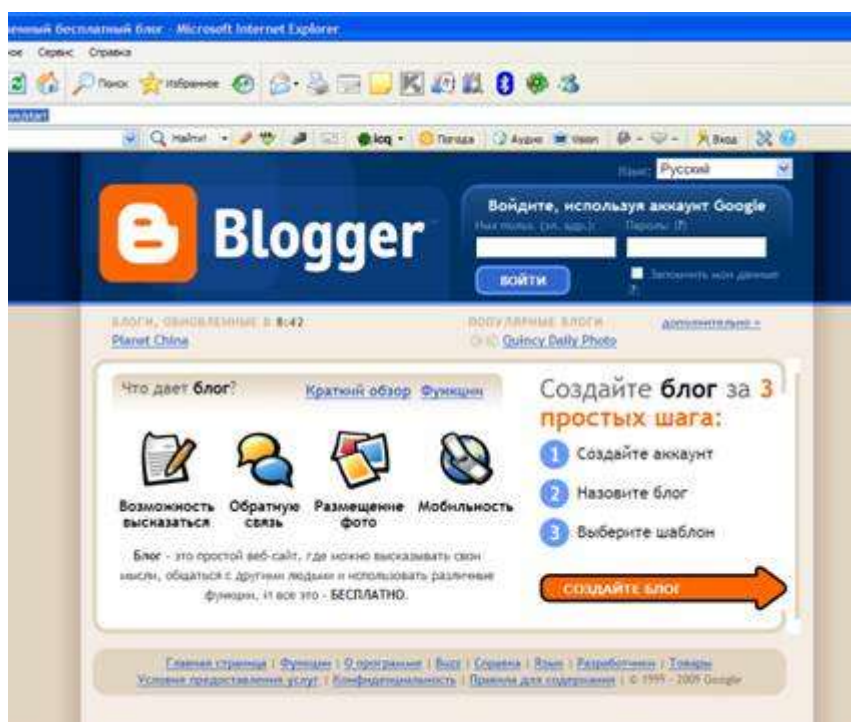 бесплатный блог - Microsoft Internet Explorer
Сервис Справка
Поиск Избранное
Найти! icq Погода Аудио Вход
Язык: Русский
Blogger
Войдите, используя аккаунт Google
Пароль: (?)
ВОЙТИ
Запомнить мои данные
?
БЛОГИ, ОБНОВЛЕННЫЕ В 8:42
Planet China
ПОПУЛЯРНЫЕ БЛОГИ
дополнительно »
Quincy Daily Photo
Что дает блог?
Краткий обзор Функции
Возможность высказаться
Обратную связь
Размещение фото
Мобильность
Блог - это простой веб-сайт, где можно высказывать свои
мысли, общаться с другими людьми и использовать различные
функции, и все это - БЕСПЛАТНО.
Создайте блог за 3
простых шага:
1 Создайте аккаунт
2 Назовите блог
3 Выберите шаблон
СОЗДАЙТЕ БЛОГ
Главная страница | Функции | О программе | Buzz | Справка | Язык | Разработчики | Товары
Условия предоставления услуг | Конфиденциальность | Правила для содержания | © 1999 - 2009 Google